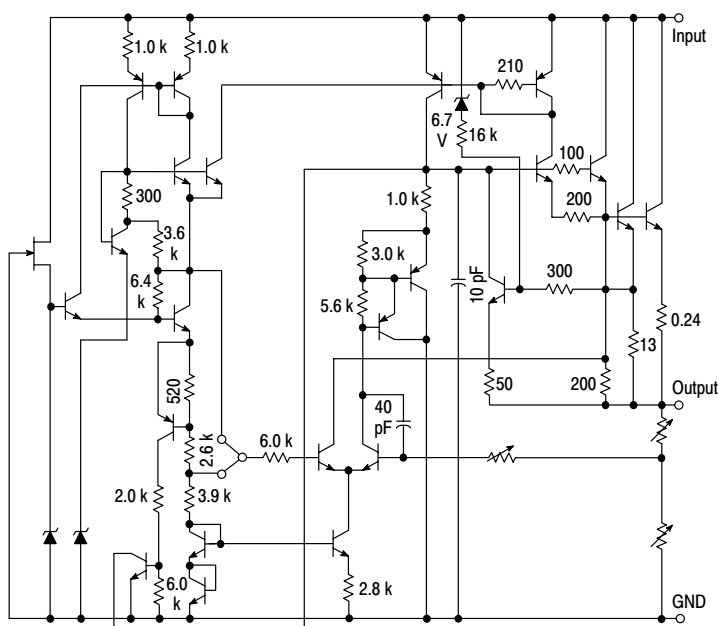 Input
1.0 k
1.0 k
210
6.7
V
16 k
100
300
1.0 k
200
3.6
k
3.0 k
6.4
k
10 pF
300
5.6 k
0.24
13
520
50
200
Output
40
pF
2.6 k
6.0 k
2.0 k
3.9 k
6.0
k
2.8 k
GND